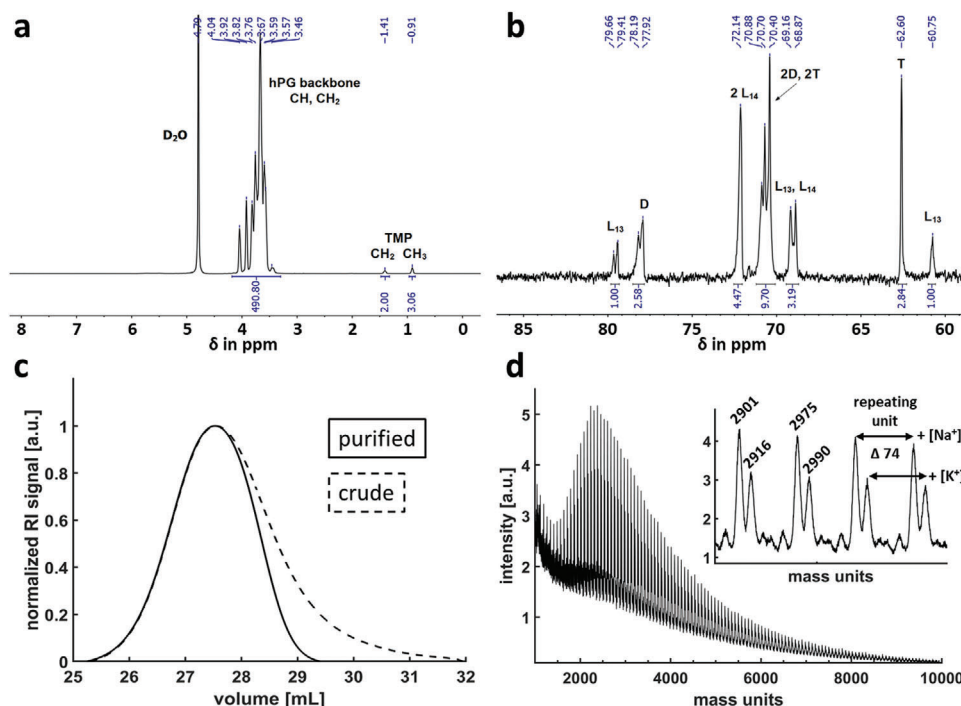 a
4.79
4.04
3.92
3.82
3.76
3.67
3.59
3.57
3.46
−1.41
−0.91
hPG backbone
CH, CH₂
D₂O
TMP
CH₂ CH₃
490.80
2.00
3.06
8 7 6 5 4 3 2 1 0
δ in ppm
b
79.66
79.41
78.19
77.92
72.14
70.88
70.70
70.40
69.16
68.87
−62.60
−60.75
T
2D, 2T
2 L₁₄
L₁₃, L₁₄
D
L₁₃
L₁₃
1.00
2.58
4.47
9.70
3.19
2.84
1.00
85 80 75 70 65 60
δ in ppm
c
normalized RI signal [a.u.]
1
0.8
0.6
0.4
0.2
0
purified
crude
25 26 27 28 29 30 31 32
volume [mL]
d
intensity [a.u.]
5
4
3
2
1
2000 4000 6000 8000 10000
mass units
4
3
2
1
2901
2916
2975
2990
repeating
unit
+ [Na⁺]
Δ 74
+ [K⁺]
mass units